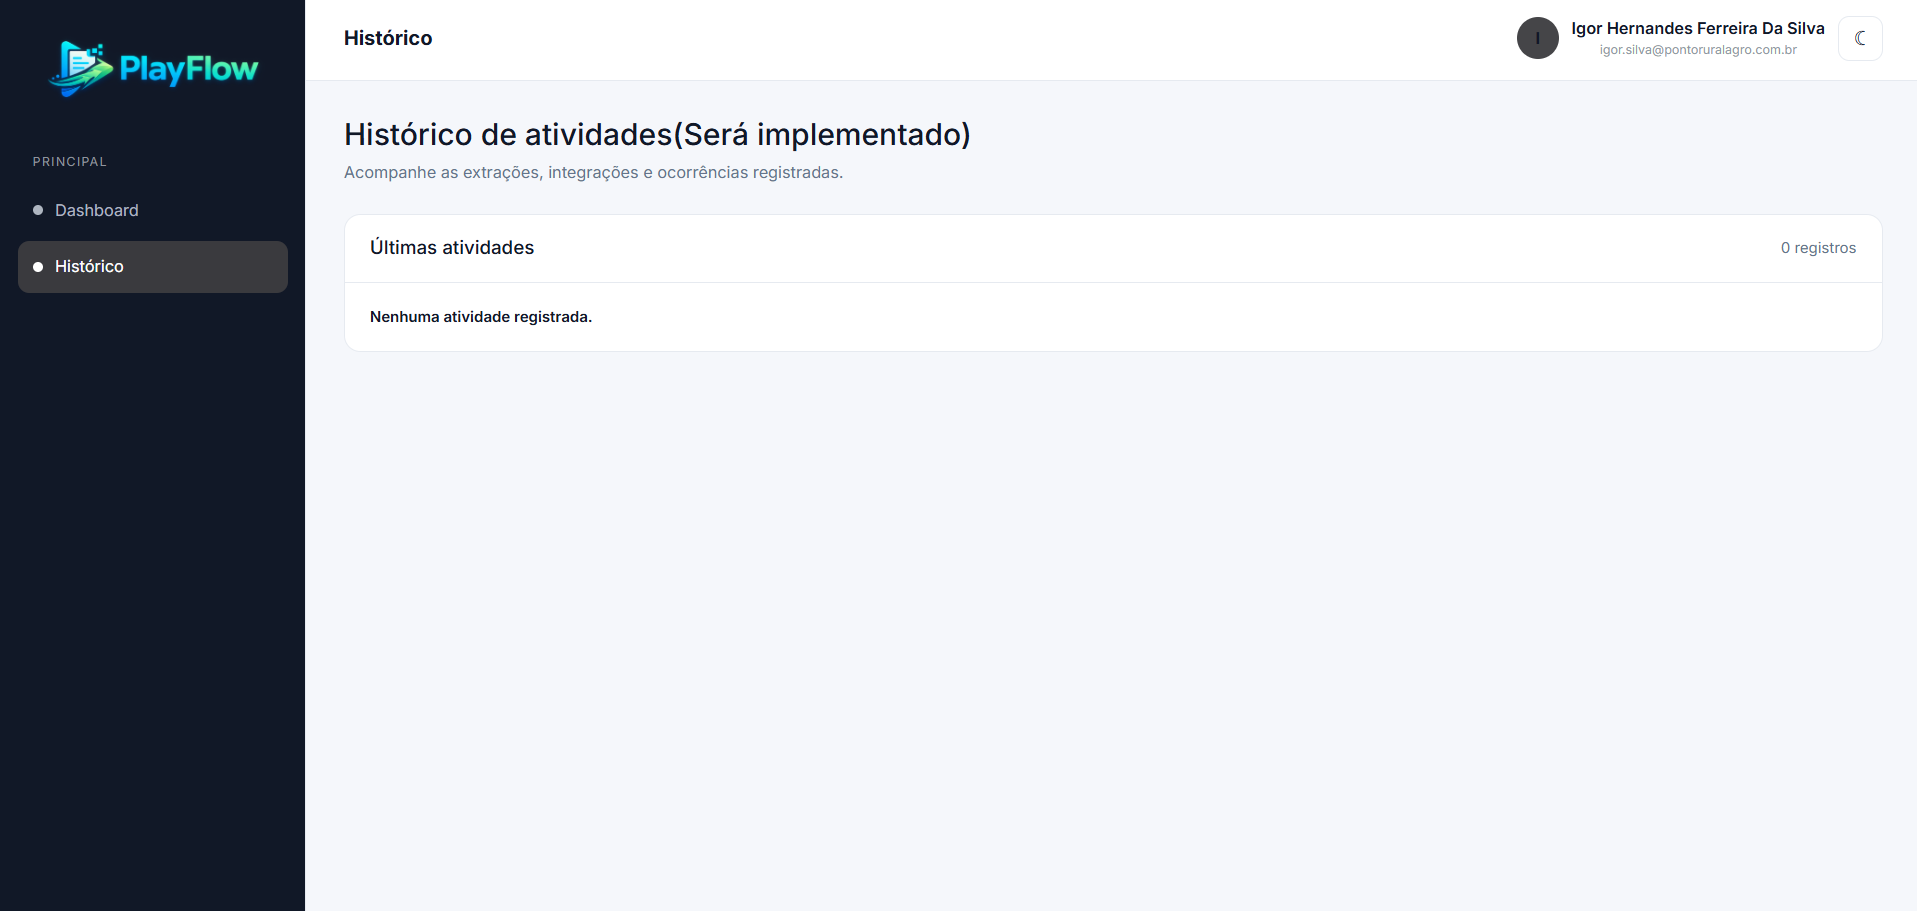 PlayFlow
PRINCIPAL
Dashboard
Histórico
Histórico
I
Igor Hernandes Ferreira Da Silva
igor.silva@pontoruralagro.com.br
Histórico de atividades(Será implementado)
Acompanhe as extrações, integrações e ocorrências registradas.
Últimas atividades
0 registros
Nenhuma atividade registrada.